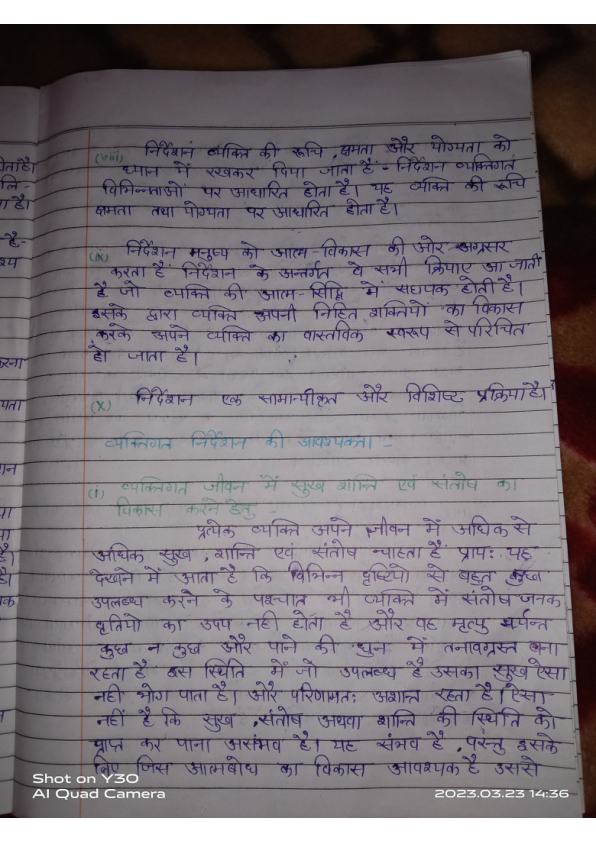 ोता है।
लि-
ा है।
है-
श्य
करना
यता
ान
या
या
है।
है।
क
(viii) निर्देशन व्यक्ति की रूचि, क्षमता और योग्यता को
ध्यान में रखकर दिया जाता है - निर्देशन व्यक्तिगत
विभिन्नताओं पर आधारित होता है। यह व्यक्ति की रूचि
क्षमता तथा योग्यता पर आधारित होता है।
(ix) निर्देशन मनुष्य को आत्म-विकास की ओर अग्रसर
करता है निर्देशन के अन्तर्गत वे सभी क्रियाए आ जाती
है जो व्यक्ति की आत्म-सिद्धि में सहायक होती है।
इसके द्वारा व्यक्ति अपनी निहित शक्तियों का विकास
करके अपने व्यक्ति का वास्तविक स्वरूप से परिचित
हो जाता है।
(x) निर्देशन एक सामान्यीकृत और विशिष्ट प्रक्रिया है।
व्यक्तिगत निर्देशन की आवश्यकता -
(i) व्यक्तिगत जीवन में सुख शान्ति एवं संतोष का
विकास करने हेतु -
प्रत्येक व्यक्ति अपने जीवन में अधिक से
अधिक सुख, शान्ति एवं संतोष चाहता है प्राय: यह
देखने में आता है कि विभिन्न दृष्टियो से बहुत कुछ
उपलब्ध करने के पश्चात भी व्यक्ति में संतोष जनक
वृतियो का उदय नही होता है और वह मृत्यु पर्यन्त
कुछ न कुछ और पाने की धुन में तनावग्रस्त बना
रहता है इस स्थिति में जो उपलब्ध है उसका सुख ऐसा
नही भोग पाता है। और परिणामत: अशान्त रहता है। ऐसा
नहीं है कि सुख, संतोष अथवा शान्ति की स्थिति को
प्राप्त कर पाना असंभव है। यह संभव है, परंतु इसके
लिए जिस आत्मबोध का विकास आवश्यक है उससे
Shot on Y30
AI Quad Camera
2023.03.23 14:36